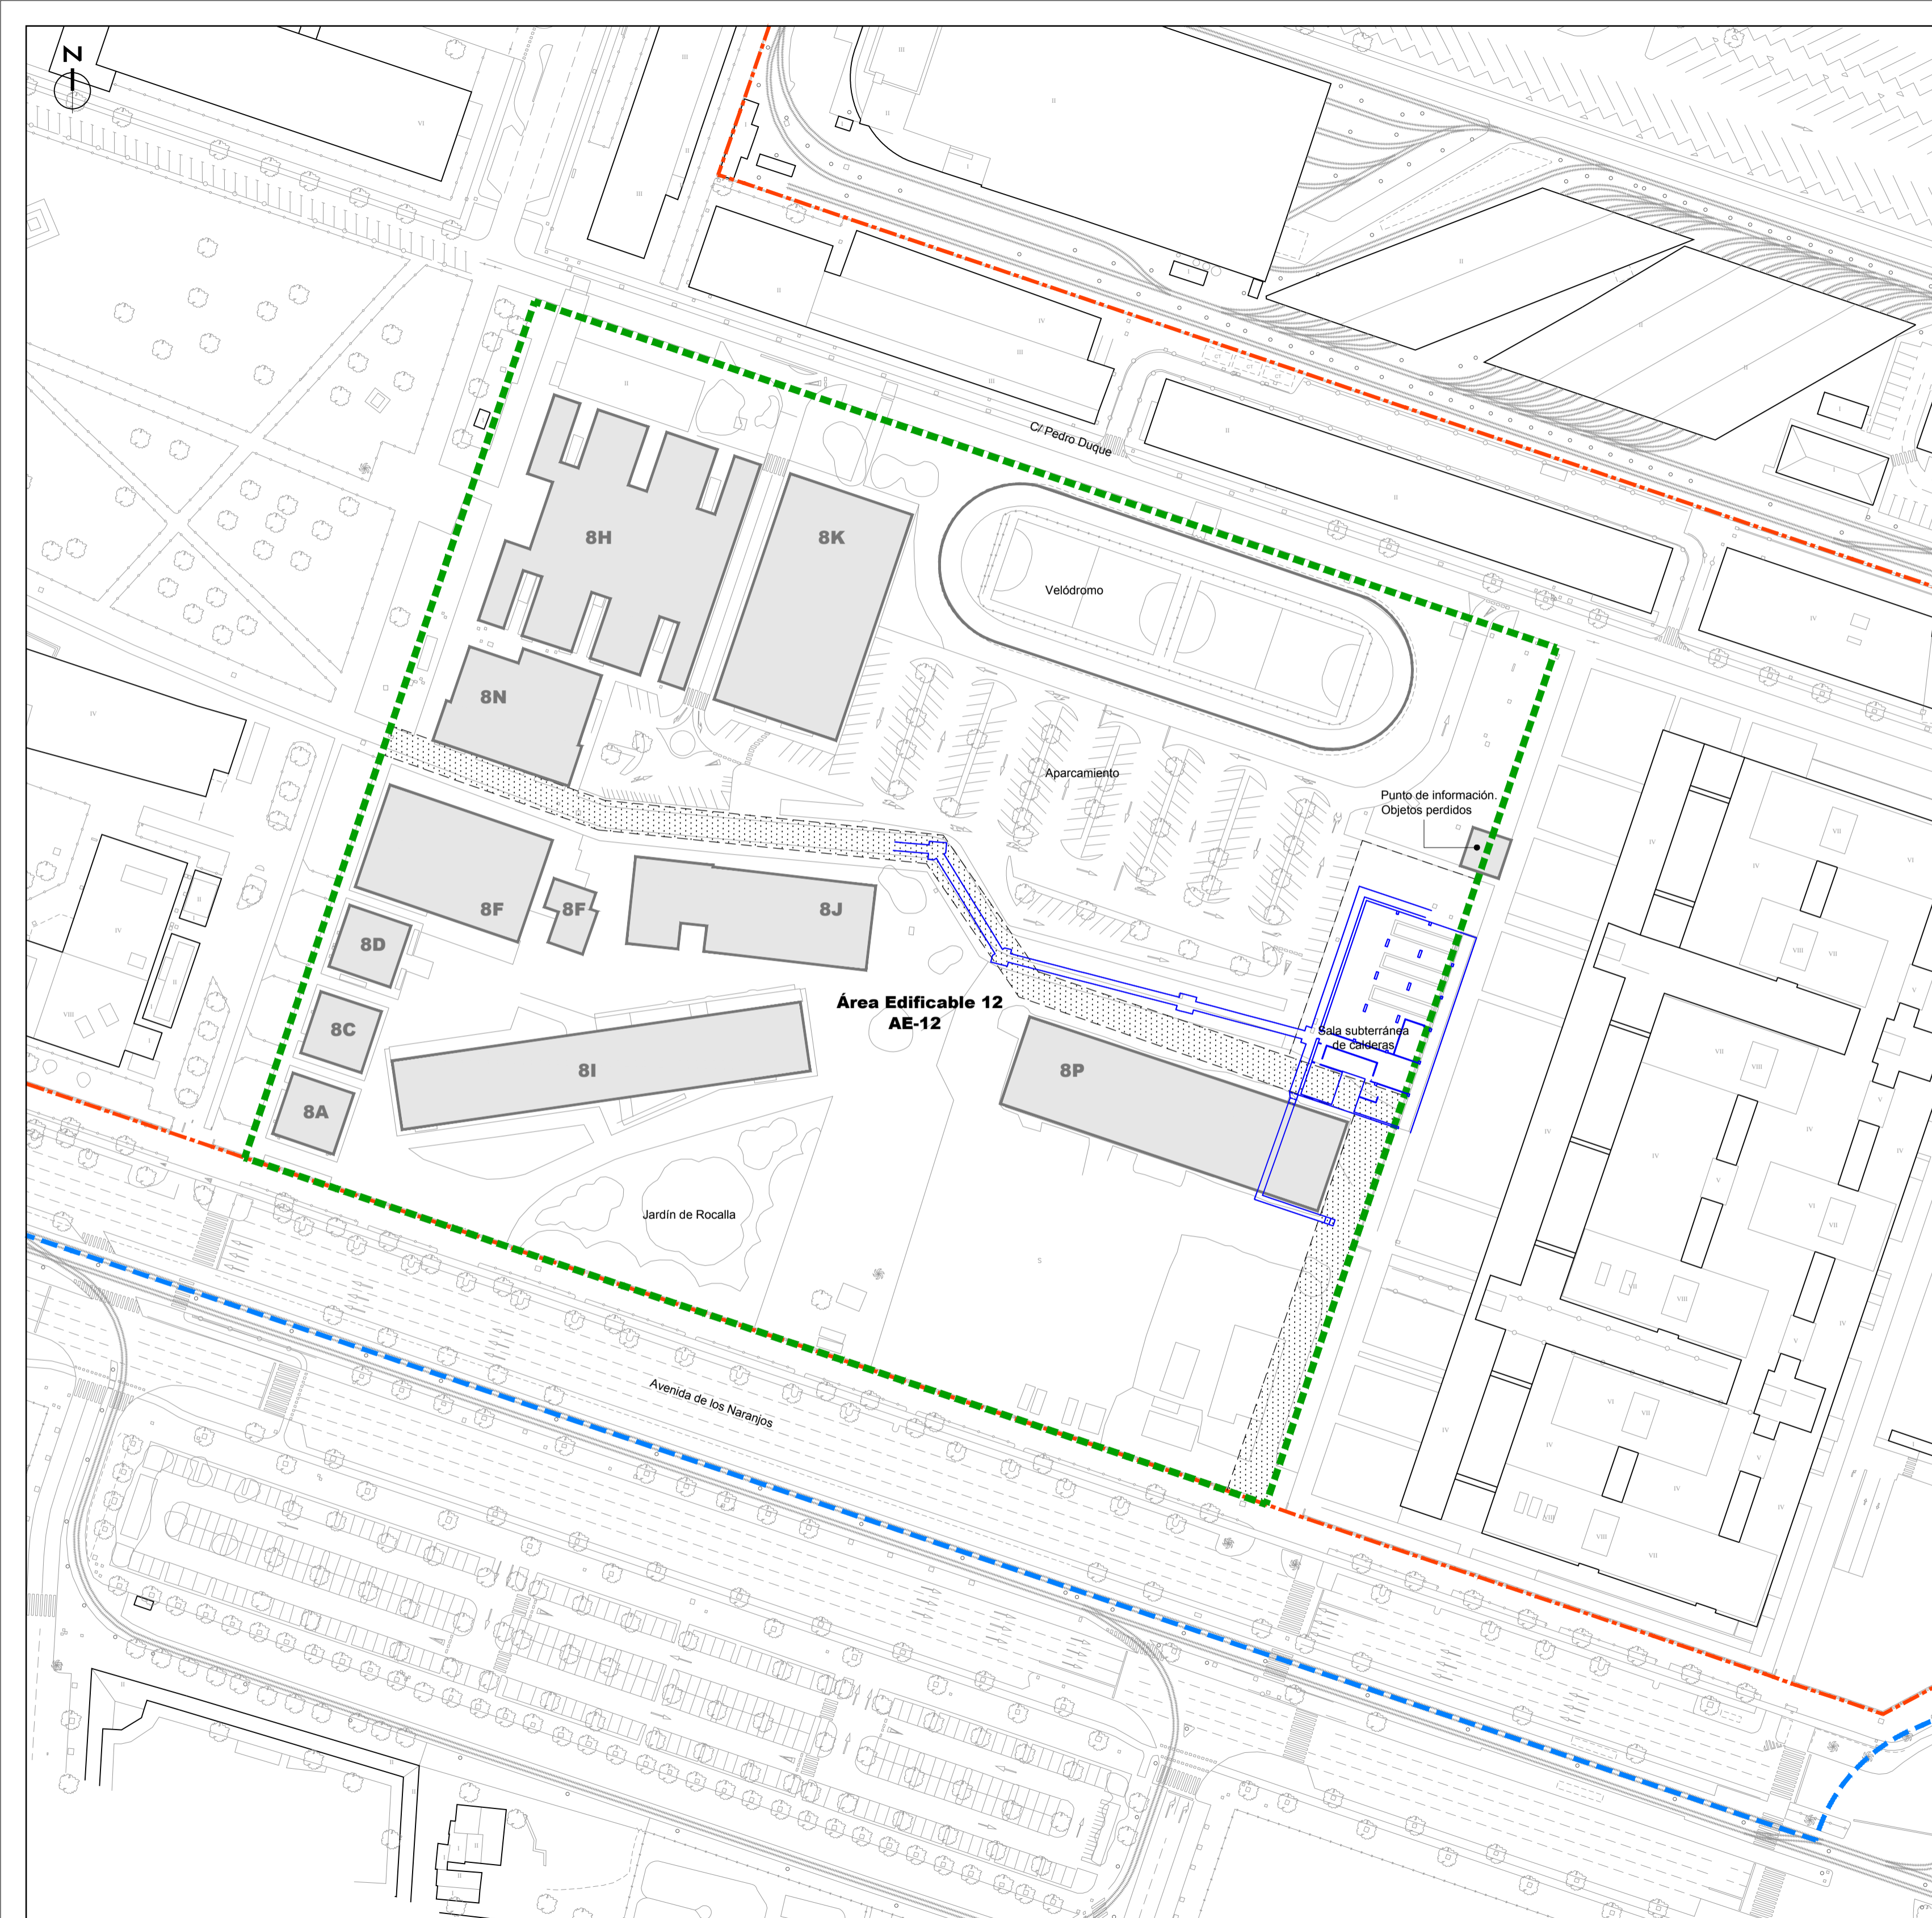 N
C/ Pedro Duque
8H
8K
Velódromo
8N
Aparcamiento
Punto de información.
Objetos perdidos
8F
8F
8J
8D
Área Edificable 12
AE-12
8C
Sala subterránea
de calderas
8I
8P
8A
Jardín de Rocalla
Avenida de los Naranjos